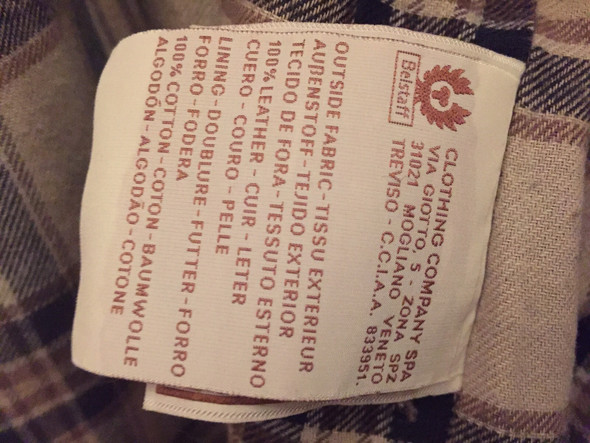 Belstaff
CLOTHING COMPANY SPA
VIA GIOTTO, 5 - ZONA SPZ
31021 MOGLIANO VENETO
TREVISO - C.C.I.A.A. 833951.
OUTSIDE FABRIC - TISSU EXTERIEUR
AUßENSTOFF - TEJIDO EXTERIOR
TECIDO DE FORA - TESSUTO ESTERNO
100% LEATHER - CUIR - LETER
CUERO - COURO - PELLE
LINING - DOUBLURE - FUTTER - FORRO
FORRO - FODERA
100% COTTON - COTON - BAUMWOLLE
ALGODÓN - ALGODÃO - COTONE